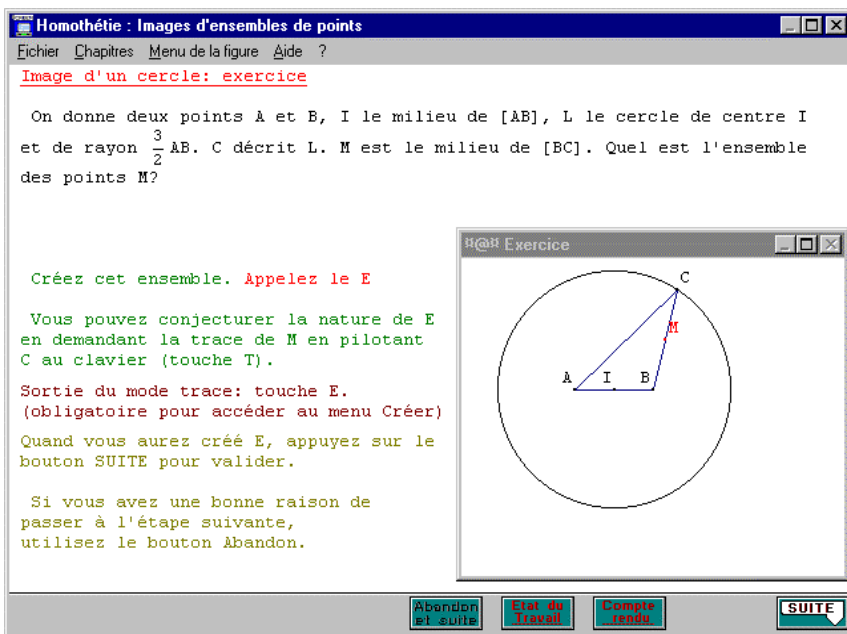 Homothétie : Images d'ensembles de points
Fichier Chapitres Menu de la figure Aide ?
Image d'un cercle: exercice
On donne deux points A et B, I le milieu de [AB], L le cercle de centre I
et de rayon 3/2 AB. C décrit L. M est le milieu de [BC]. Quel est l'ensemble
des points M?
¤@¤ Exercice
Créez cet ensemble. Appelez le E
Vous pouvez conjecturer la nature de E
en demandant la trace de M en pilotant
C au clavier (touche T).
Sortie du mode trace: touche E.
(obligatoire pour accéder au menu Créer)
Quand vous aurez créé E, appuyez sur le
bouton SUITE pour valider.
Si vous avez une bonne raison de
passer à l'étape suivante,
utilisez le bouton Abandon.
C
M
A I B
Abandon
et suite
Etat du
Travail
Compte
rendu
SUITE